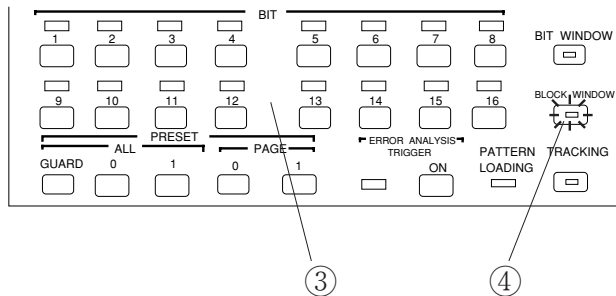 BIT
1 2 3 4 5 6 7 8
BIT WINDOW
9 10 11 12 13 14 15 16
BLOCK WINDOW
PRESET
ALL
PAGE
ERROR ANALYSIS
TRIGGER
GUARD 0 1 0 1
ON
PATTERN
LOADING
TRACKING
③ ④